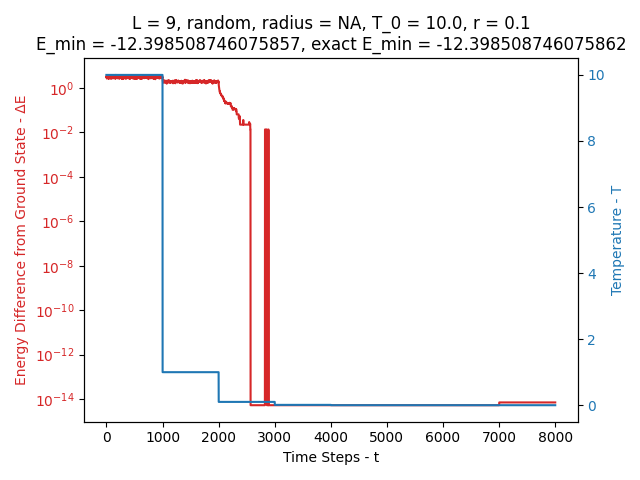 L = 9, random, radius = NA, T_0 = 10.0, r = 0.1
E_min = -12.398508746075857, exact E_min = -12.398508746075862
Energy Difference from Ground State - ΔE
10^0
10^-2
10^-4
10^-6
10^-8
10^-10
10^-12
10^-14
10
8
6
4
2
0
Temperature - T
0 1000 2000 3000 4000 5000 6000 7000 8000
Time Steps - t